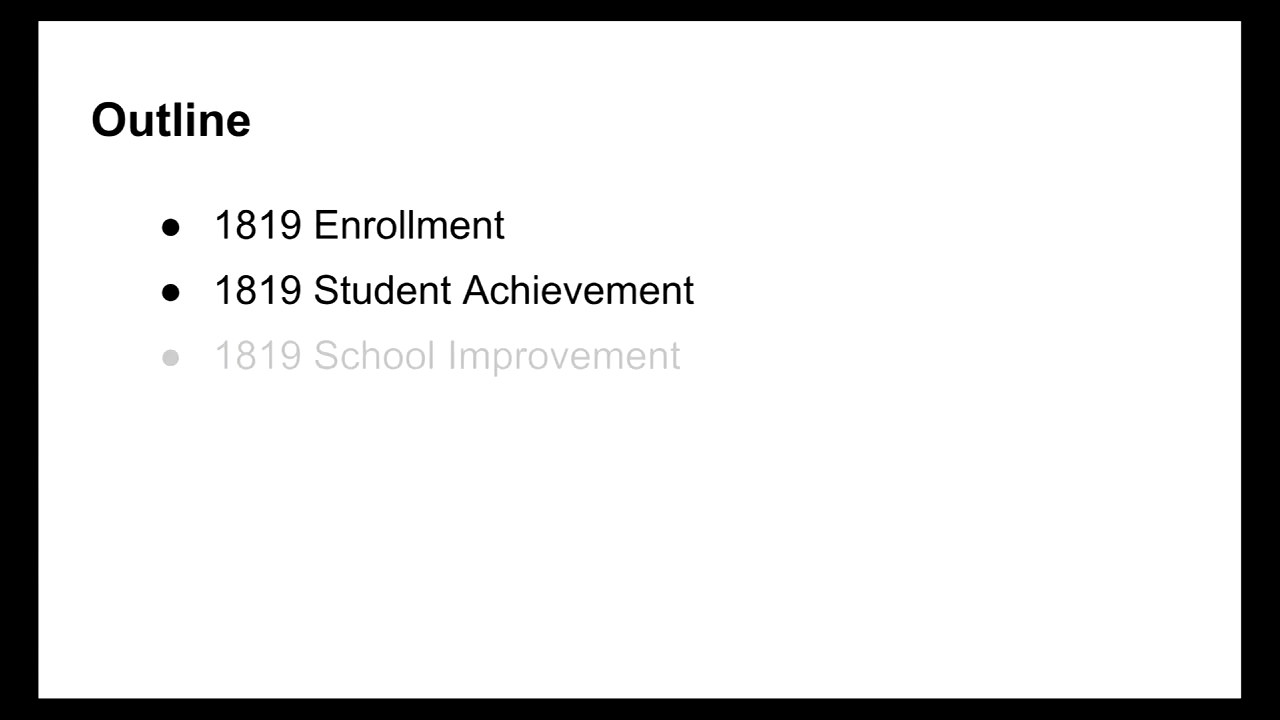 Outline
● 1819 Enrollment
● 1819 Student Achievement
● 1819 School Improvement